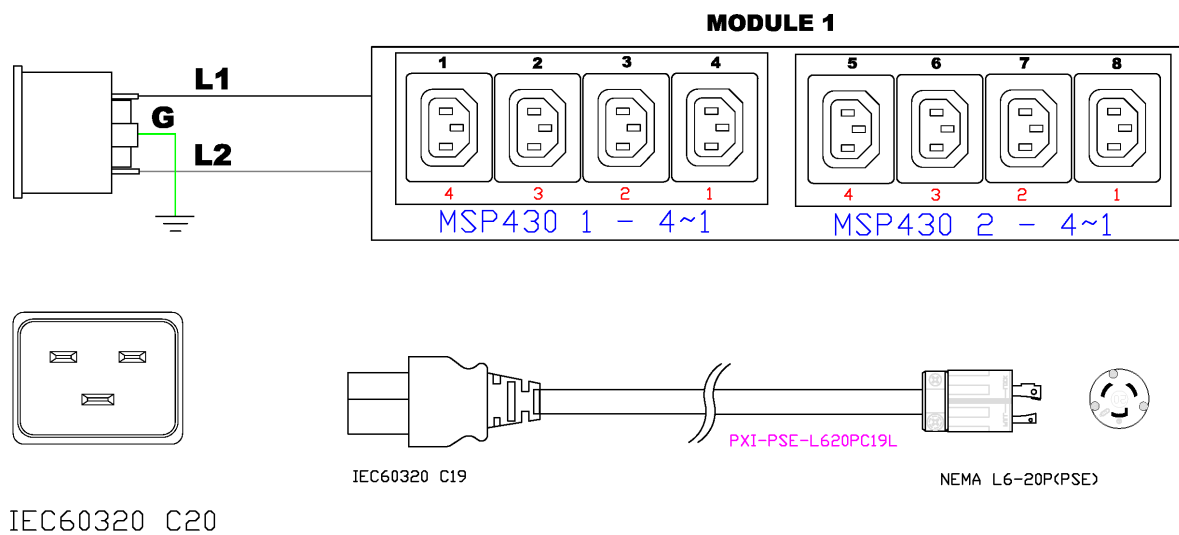 MODULE 1
1 2 3 4 5 6 7 8
L1
G
L2
4 3 2 1 4 3 2 1
MSP430 1 - 4~1 MSP430 2 - 4~1
PXI-PSE-L620PC19L
IEC60320 C19 NEMA L6-20P(PSE)
IEC60320 C20